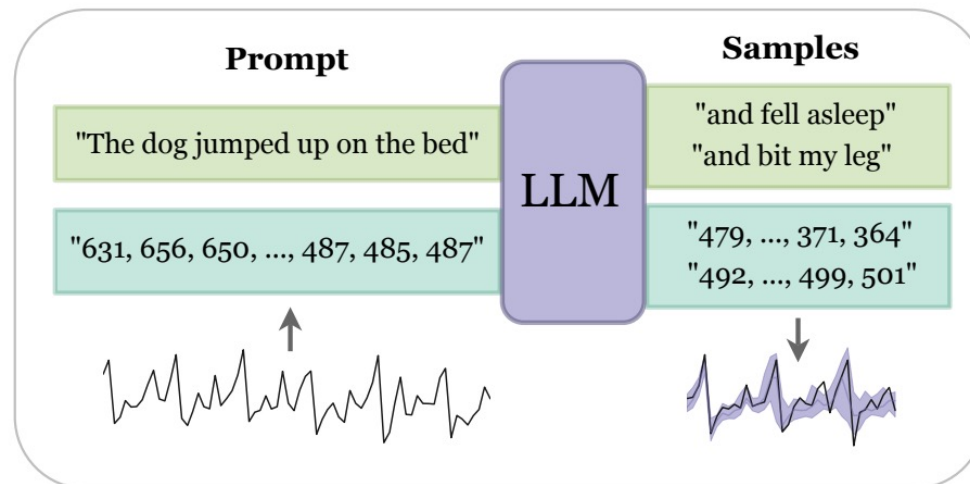 Prompt
Samples
"The dog jumped up on the bed"
LLM
"and fell asleep"
"and bit my leg"
"631, 656, 650, ..., 487, 485, 487"
"479, ..., 371, 364"
"492, ..., 499, 501"